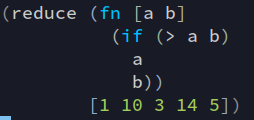 (reduce (fn [a b]
          (if (> a b)
            a
            b))
        [1 10 3 14 5])